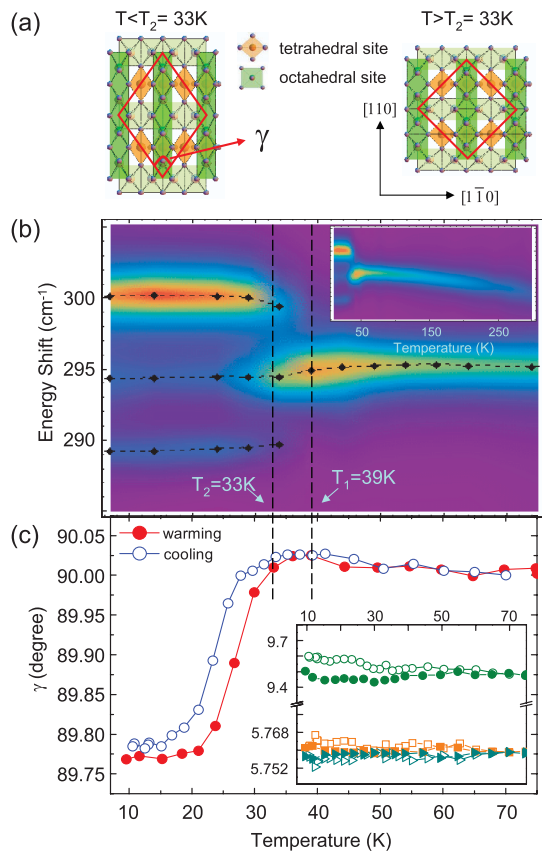 (a)
T<T₂= 33K
T>T₂= 33K
tetrahedral site
octahedral site
γ
[110]
[11̅0]
(b)
Energy Shift (cm⁻¹)
300
295
290
50
150
250
Temperature (K)
T₂=33K
T₁=39K
(c)
90.05
90.00
89.95
89.90
89.85
89.80
89.75
γ (degree)
warming
cooling
10 20 30 50 70
9.7
9.4
5.768
5.752
10 20 30 40 50 60 70
Temperature (K)